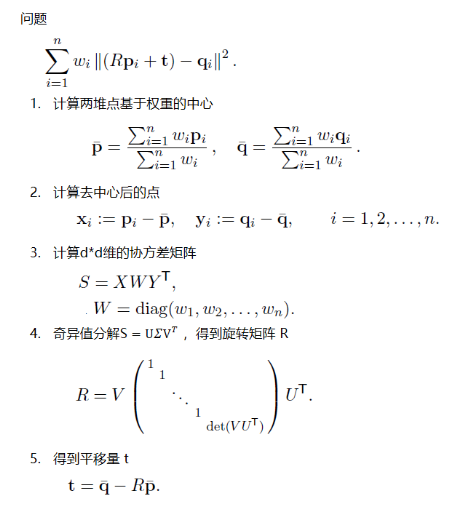 问题
\sum_{i=1}^{n} w_i \|(R\mathbf{p}_i + \mathbf{t}) - \mathbf{q}_i\|^2 .
1. 计算两堆点基于权重的中心
\bar{\mathbf{p}} = \frac{\sum_{i=1}^{n} w_i \mathbf{p}_i}{\sum_{i=1}^{n} w_i} , \quad \bar{\mathbf{q}} = \frac{\sum_{i=1}^{n} w_i \mathbf{q}_i}{\sum_{i=1}^{n} w_i} .
2. 计算去中心后的点
\mathbf{x}_i := \mathbf{p}_i - \bar{\mathbf{p}}, \quad \mathbf{y}_i := \mathbf{q}_i - \bar{\mathbf{q}}, \quad i = 1, 2, \ldots, n.
3. 计算d*d维的协方差矩阵
S = XWY^{\mathsf{T}},
W = \mathrm{diag}(w_1, w_2, \ldots, w_n).
4. 奇异值分解S = UΣV^T ，得到旋转矩阵 R
R = V \begin{pmatrix} 1 & & & & \\ & 1 & & & \\ & & \ddots & & \\ & & & 1 & \\ & & & & \det(VU^{\mathsf{T}}) \end{pmatrix} U^{\mathsf{T}}.
5. 得到平移量 t
\mathbf{t} = \bar{\mathbf{q}} - R\bar{\mathbf{p}}.